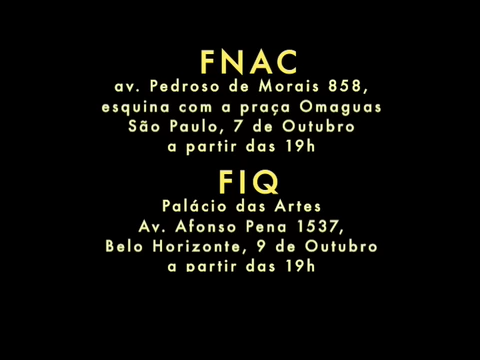 FNAC
av. Pedroso de Morais 858,
esquina com a praça Omaguas
São Paulo, 7 de Outubro
a partir das 19h
FIQ
Palácio das Artes
Av. Afonso Pena 1537,
Belo Horizonte, 9 de Outubro
a partir das 19h